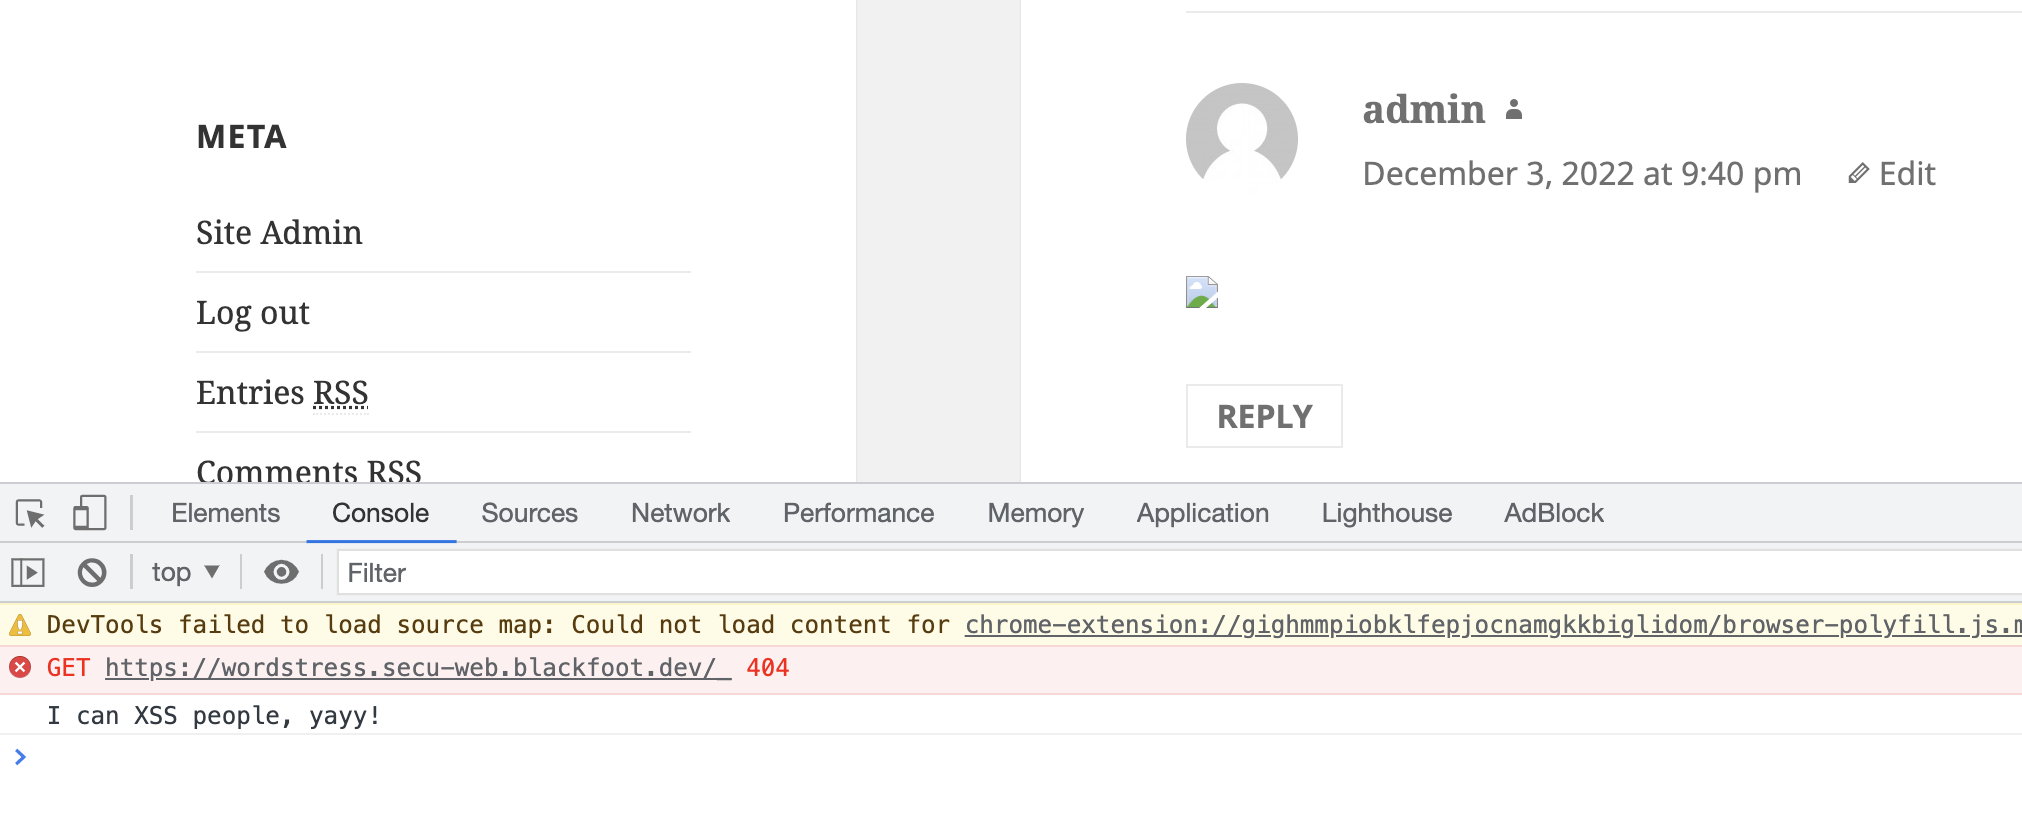 META
Site Admin
Log out
Entries RSS
Comments RSS
admin
December 3, 2022 at 9:40 pm Edit
REPLY
Elements Console Sources Network Performance Memory Application Lighthouse AdBlock
top ▼ Filter
DevTools failed to load source map: Could not load content for chrome-extension://gighmmpiobklfepjocnamgkkbiglidom/browser-polyfill.js.m
GET https://wordstress.secu-web.blackfoot.dev/_ 404
I can XSS people, yayy!